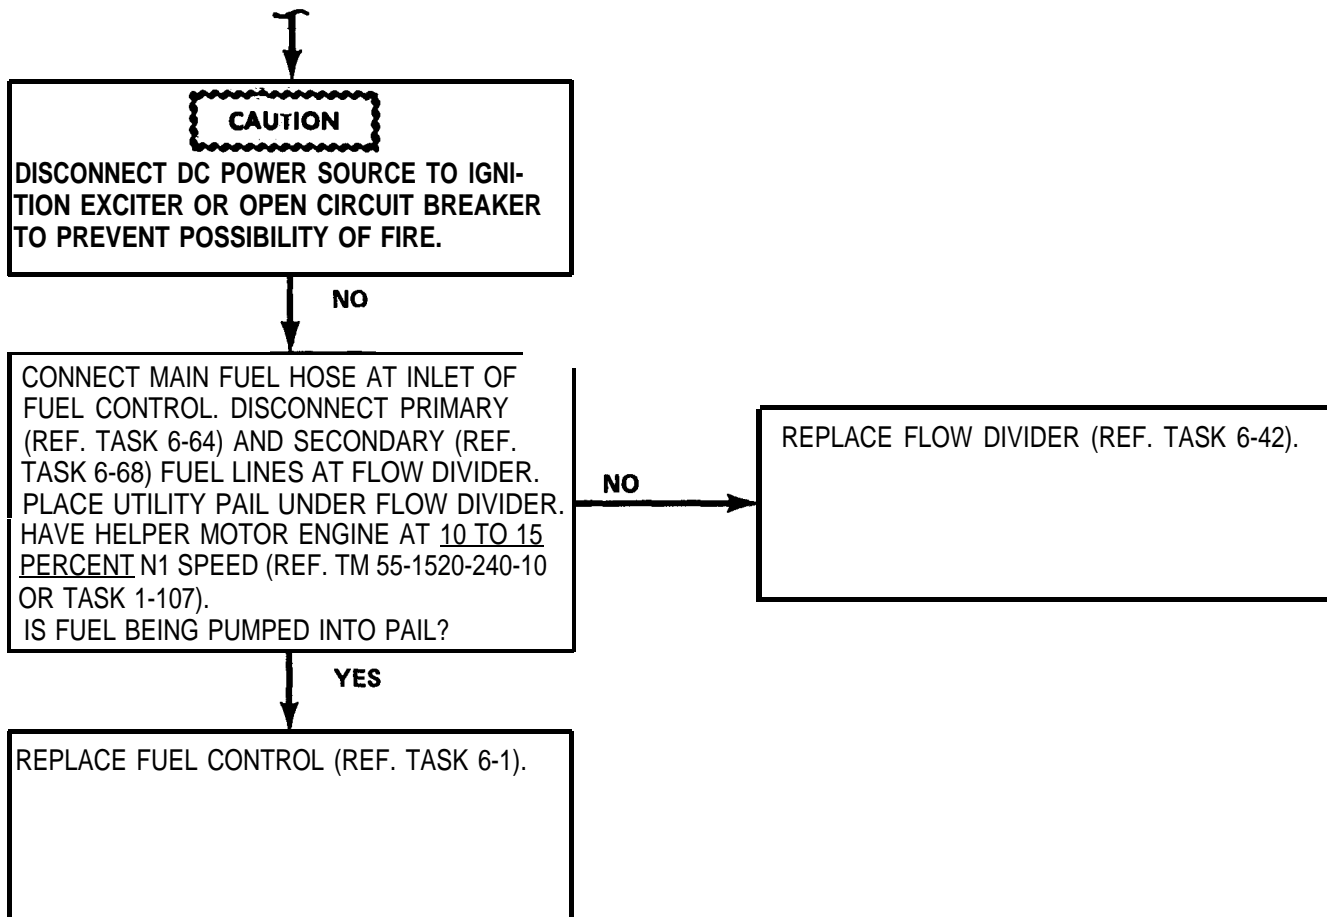 CAUTION
DISCONNECT DC POWER SOURCE TO IGNI-
TION EXCITER OR OPEN CIRCUIT BREAKER
TO PREVENT POSSIBILITY OF FIRE.
NO
CONNECT MAIN FUEL HOSE AT INLET OF
FUEL CONTROL. DISCONNECT PRIMARY
(REF. TASK 6-64) AND SECONDARY (REF.
TASK 6-68) FUEL LINES AT FLOW DIVIDER.
PLACE UTILITY PAIL UNDER FLOW DIVIDER.
HAVE HELPER MOTOR ENGINE AT 10 TO 15
PERCENT N1 SPEED (REF. TM 55-1520-240-10
OR TASK 1-107).
IS FUEL BEING PUMPED INTO PAIL?
NO
REPLACE FLOW DIVIDER (REF. TASK 6-42).
YES
REPLACE FUEL CONTROL (REF. TASK 6-1).